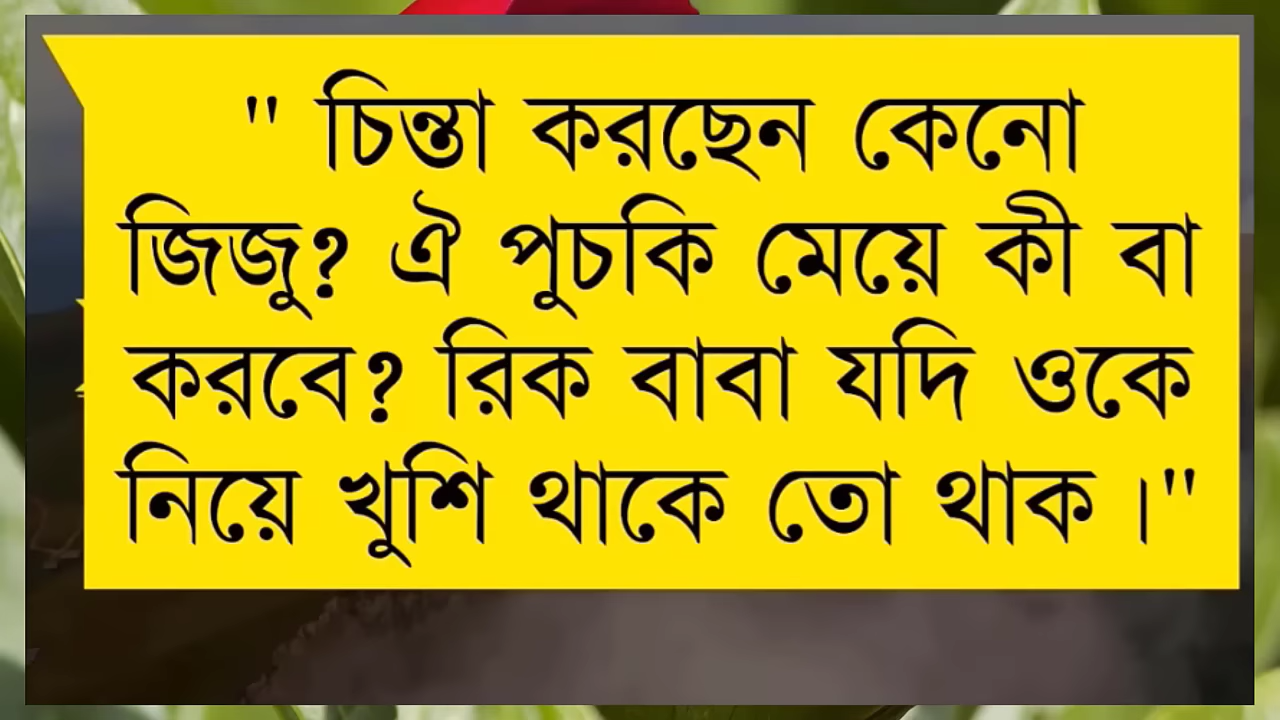 " চিন্তা করছেন কেনো
জিজু? ঐ পুচকি মেয়ে কী বা
করবে? রিক বাবা যদি ওকে
নিয়ে খুশি থাকে তো থাক।"